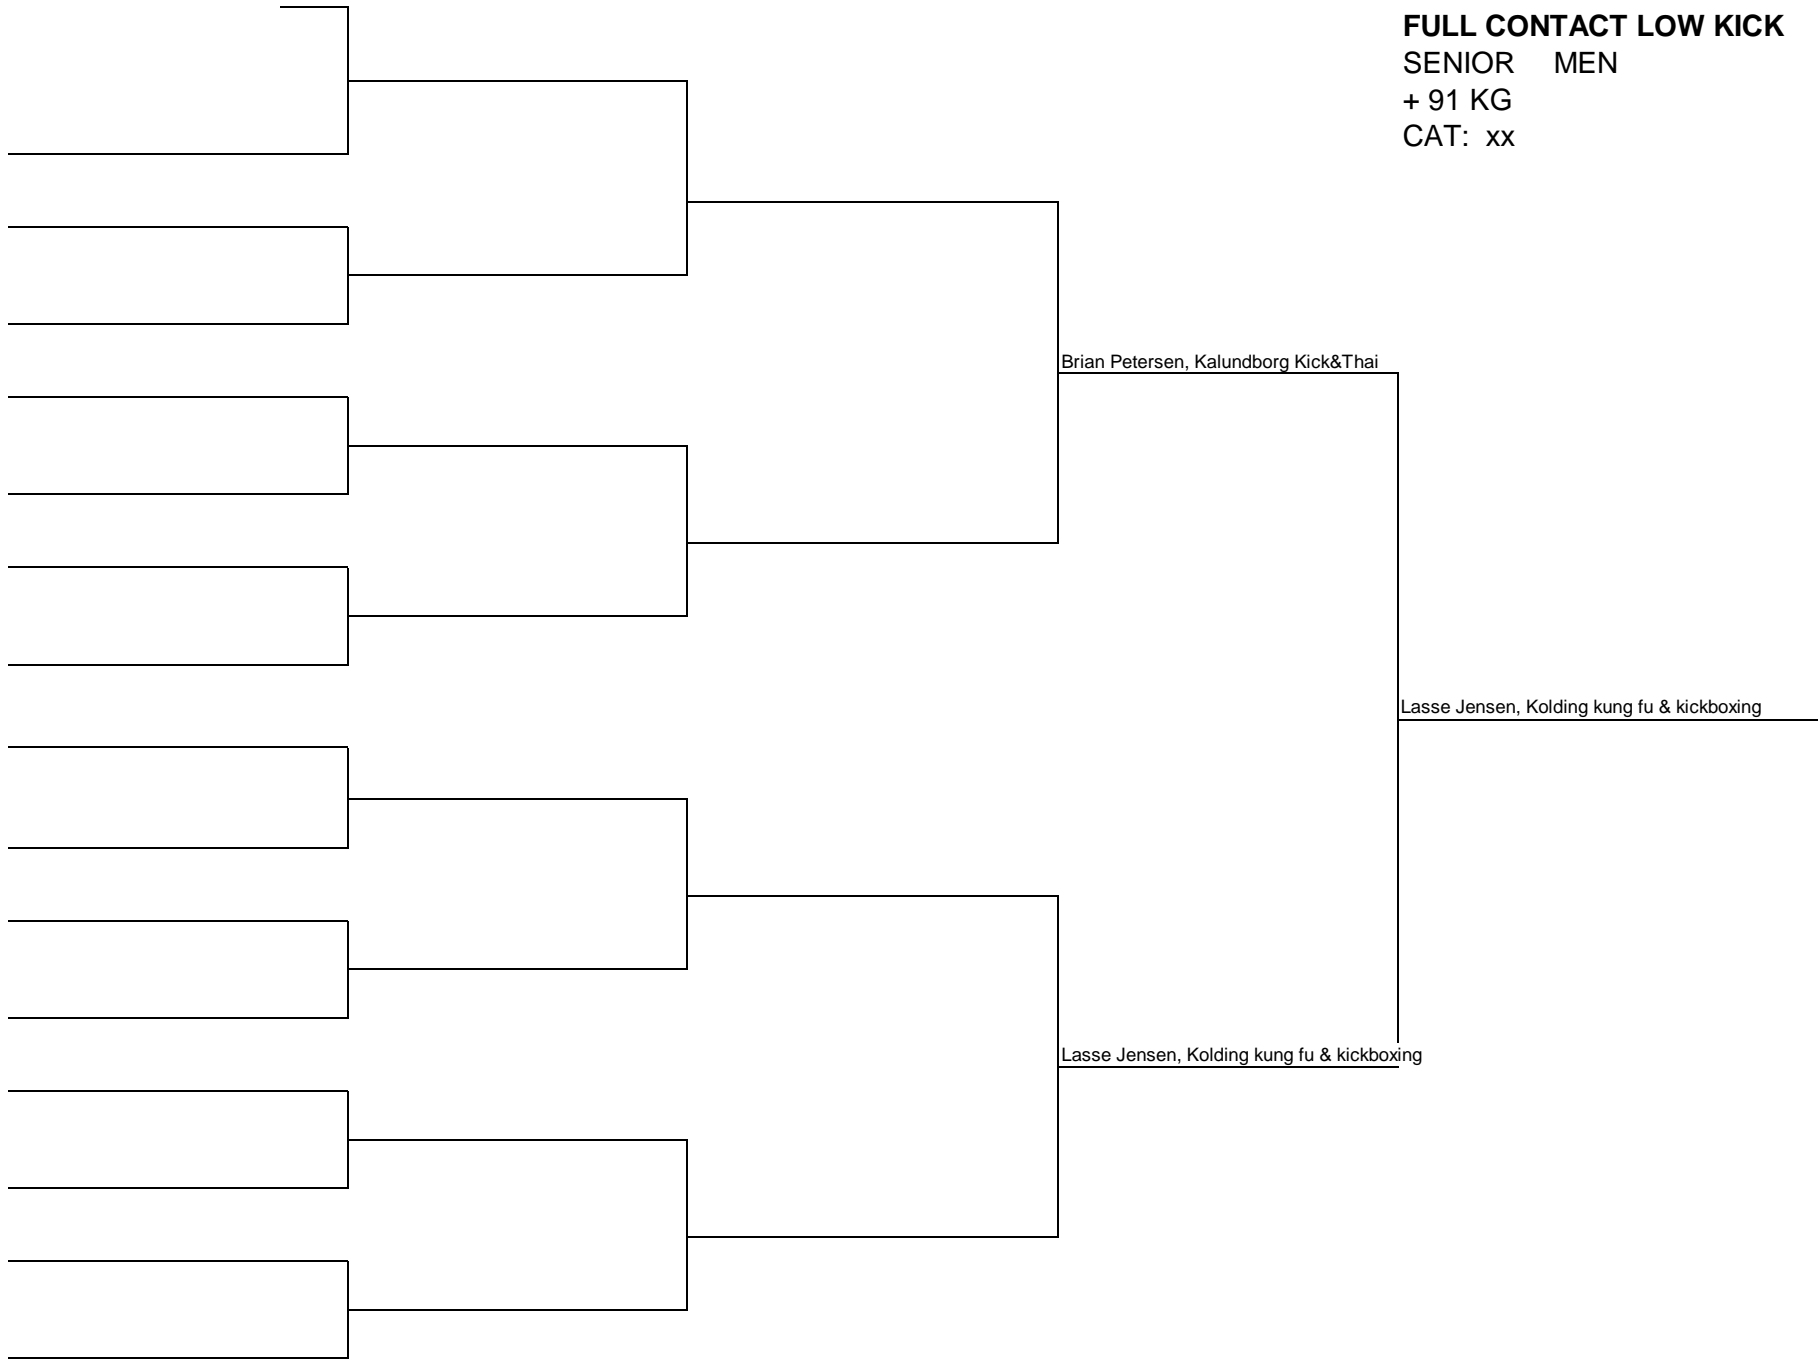 FULL CONTACT LOW KICK
SENIOR MEN
+ 91 KG
CAT: xx
Brian Petersen, Kalundborg Kick&Thai
Lasse Jensen, Kolding kung fu & kickboxing
Lasse Jensen, Kolding kung fu & kickboxing